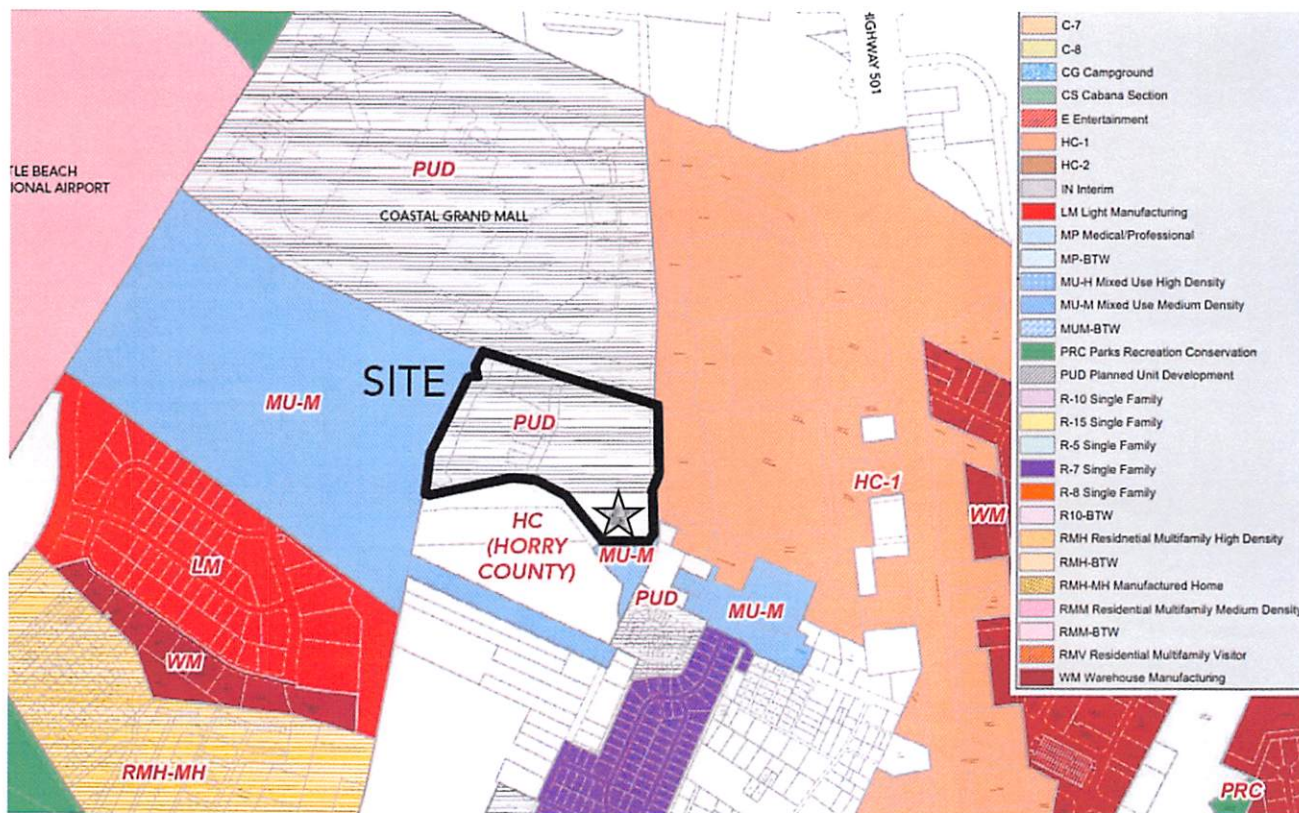 HIGHWAY 501
PUD
COASTAL GRAND MALL
TLE BEACH
IONAL AIRPORT
SITE
MU-M
PUD
HC
(HORRY
COUNTY)
MU-M
HC-1
WM
LM
PUD
MU-M
WM
RMH-MH
PRC
C-7
C-8
CG Campground
CS Cabana Section
E Entertainment
HC-1
HC-2
IN Interim
LM Light Manufacturing
MP Medical/Professional
MP-BTW
MU-H Mixed Use High Density
MU-M Mixed Use Medium Density
MUM-BTW
PRC Parks Recreation Conservation
PUD Planned Unit Development
R-10 Single Family
R-15 Single Family
R-5 Single Family
R-7 Single Family
R-8 Single Family
R10-BTW
RMH Residnetial Multifamily High Density
RMH-BTW
RMH-MH Manufactured Home
RMM Residential Multifamily Medium Density
RMM-BTW
RMV Residential Multifamily Visitor
WM Warehouse Manufacturing